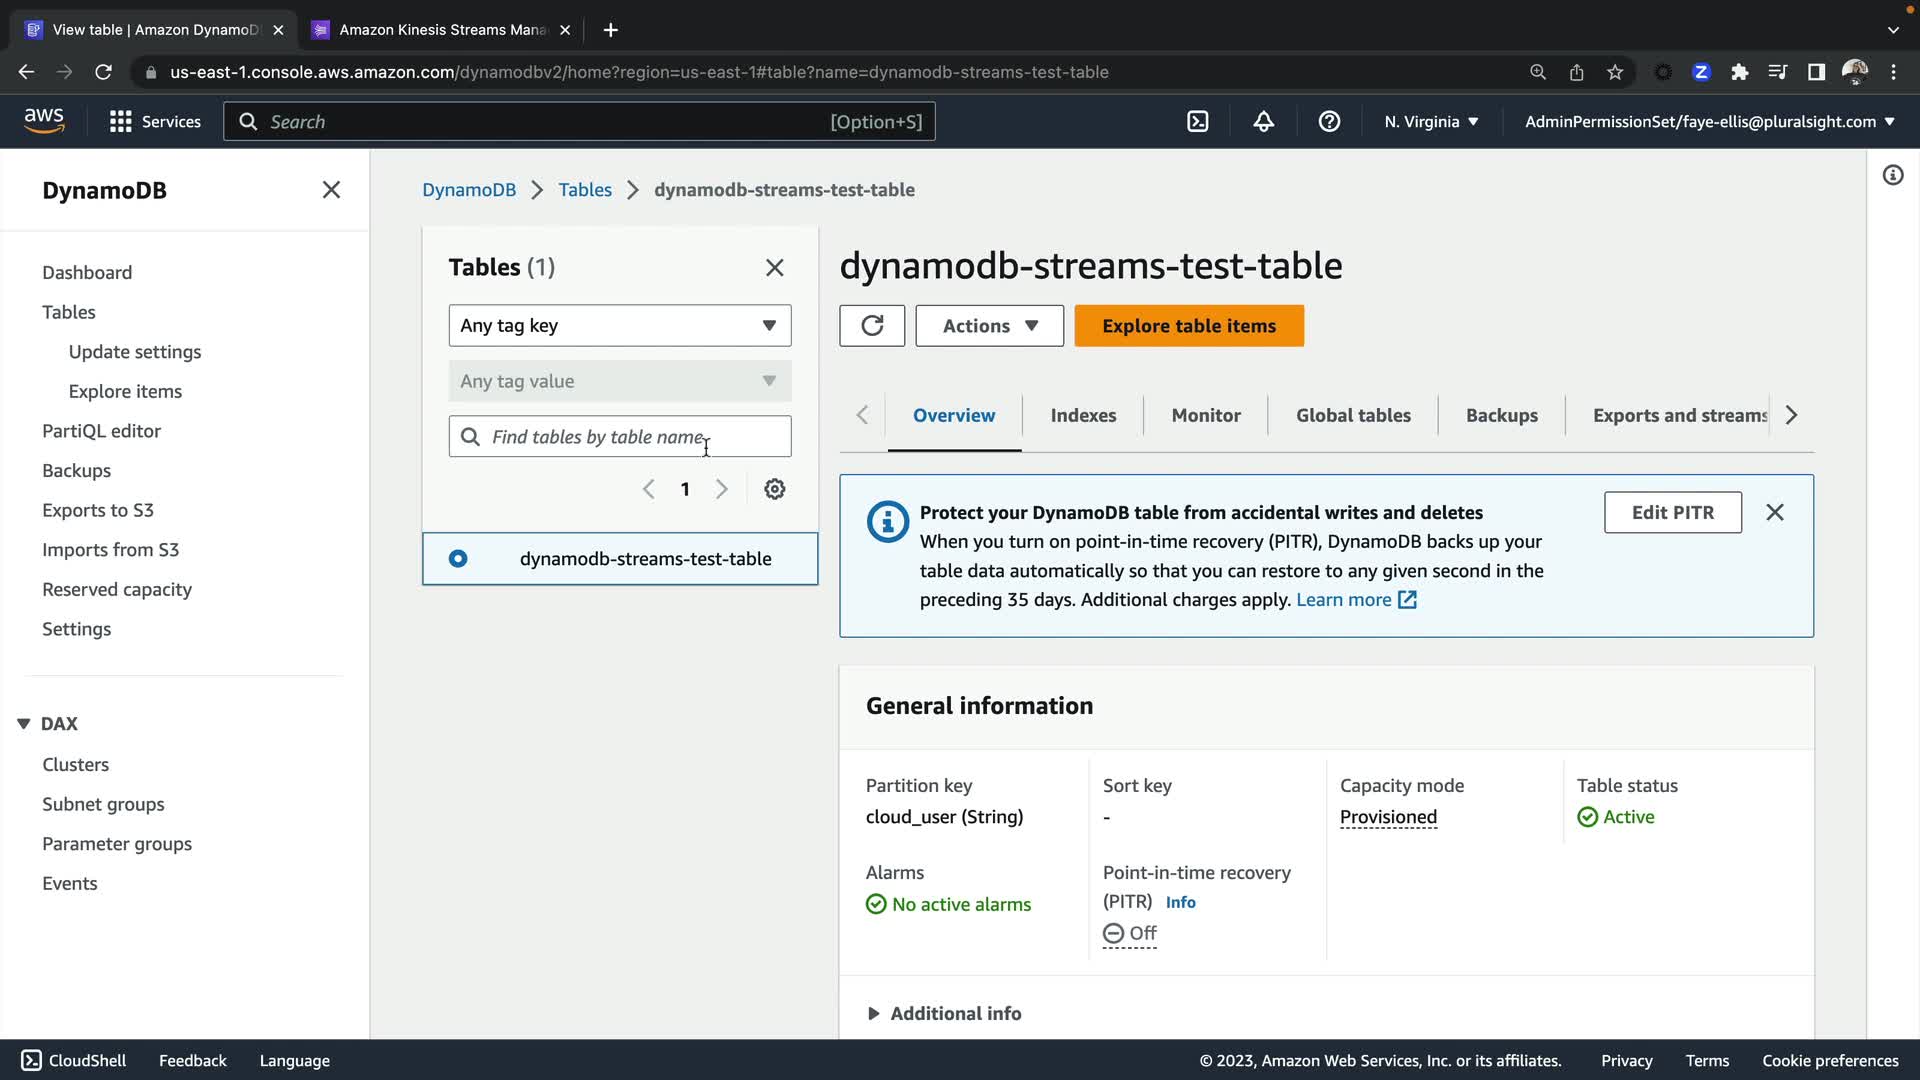 View table | Amazon DynamoD
Amazon Kinesis Streams Mana
us-east-1.console.aws.amazon.com/dynamodbv2/home?region=us-east-1#table?name=dynamodb-streams-test-table
Z
aws
Services
Search
[Option+S]
N. Virginia
AdminPermissionSet/faye-ellis@pluralsight.com
DynamoDB
Dashboard
Tables
Update settings
Explore items
PartiQL editor
Backups
Exports to S3
Imports from S3
Reserved capacity
Settings
DAX
Clusters
Subnet groups
Parameter groups
Events
DynamoDB
Tables
dynamodb-streams-test-table
Tables (1)
Any tag key
Any tag value
Find tables by table name
1
dynamodb-streams-test-table
dynamodb-streams-test-table
Actions
Explore table items
Overview
Indexes
Monitor
Global tables
Backups
Exports and streams
Protect your DynamoDB table from accidental writes and deletes
When you turn on point-in-time recovery (PITR), DynamoDB backs up your
table data automatically so that you can restore to any given second in the
preceding 35 days. Additional charges apply. Learn more
Edit PITR
General information
Partition key
cloud_user (String)
Sort key
-
Capacity mode
Provisioned
Table status
Active
Alarms
No active alarms
Point-in-time recovery
(PITR) Info
Off
Additional info
CloudShell
Feedback
Language
© 2023, Amazon Web Services, Inc. or its affiliates.
Privacy
Terms
Cookie preferences